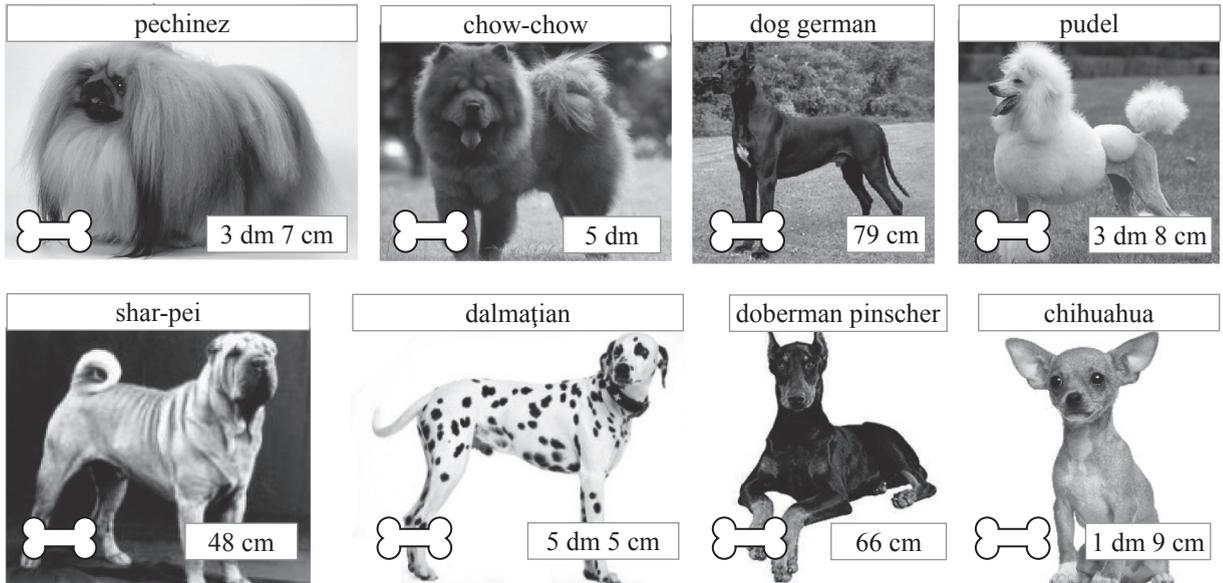 pechinez
3 dm 7 cm
chow-chow
5 dm
dog german
79 cm
pudel
3 dm 8 cm
shar-pei
48 cm
dalmaţian
5 dm 5 cm
doberman pinscher
66 cm
chihuahua
1 dm 9 cm